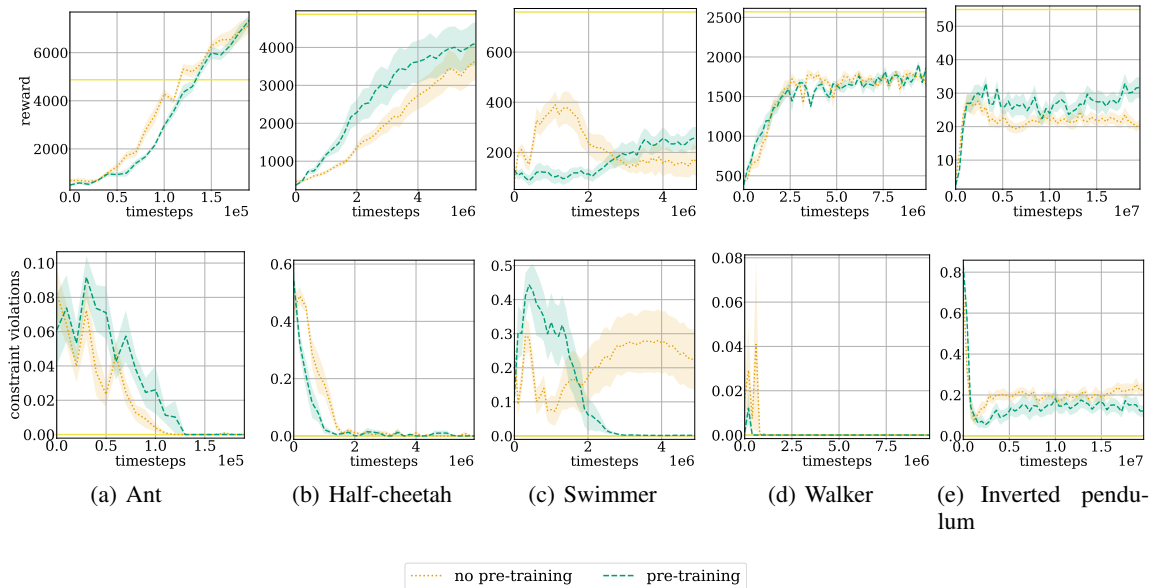 reward
6000
4000
2000
0.0
0.5
1.0
1.5
timesteps
1e5
4000
3000
2000
1000
2
4
timesteps
1e6
600
400
200
0
2
4
timesteps
1e6
2500
2000
1500
1000
500
2.5
5.0
7.5
timesteps
1e6
55
50
40
30
20
10
0.0
0.5
1.0
1.5
timesteps
1e7
constraint violations
0.10
0.08
0.06
0.04
0.02
0.00
0.0
0.5
1.0
1.5
timesteps
1e5
0.6
0.4
0.2
0.0
2
4
timesteps
1e6
0.5
0.4
0.3
0.2
0.1
0.0
0
2
4
timesteps
1e6
0.08
0.06
0.04
0.02
0.00
2.5
5.0
7.5
timesteps
1e6
0.8
0.6
0.4
0.2
0.0
0.0
0.5
1.0
1.5
timesteps
1e7
(a) Ant
(b) Half-cheetah
(c) Swimmer
(d) Walker
(e) Inverted pendu-
lum
no pre-training
pre-training